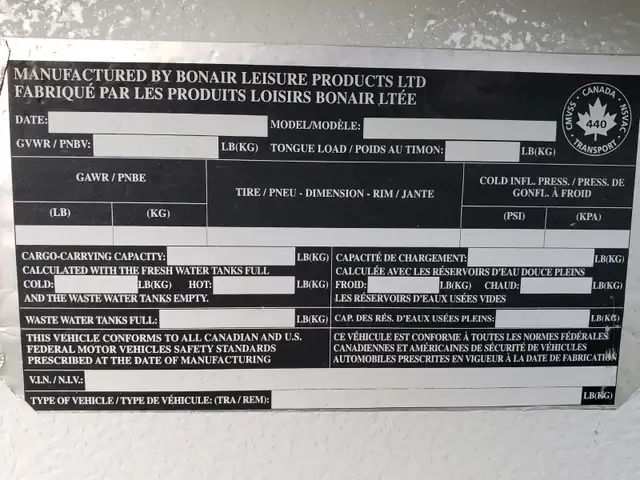 MANUFACTURED BY BONAIR LEISURE PRODUCTS LTD
FABRIQUÉ PAR LES PRODUITS LOISIRS BONAIR LTÉE
CMVSS · CANADA · NSVAC
440
TRANSPORT
DATE: MODEL/MODÈLE:
GVWR / PNBV: LB(KG) TONGUE LOAD / POIDS AU TIMON: LB(KG)
GAWR / PNBE
TIRE / PNEU - DIMENSION - RIM / JANTE
COLD INFL. PRESS. / PRESS. DE
GONFL. À FROID
(LB) (KG) (PSI) (KPA)
CARGO-CARRYING CAPACITY: LB(KG)
CALCULATED WITH THE FRESH WATER TANKS FULL
COLD: LB(KG) HOT: LB(KG)
AND THE WASTE WATER TANKS EMPTY.
CAPACITÉ DE CHARGEMENT: LB(KG)
CALCULÉE AVEC LES RÉSERVOIRS D'EAU DOUCE PLEINS
FROID: LB(KG) CHAUD: LB(KG)
LES RÉSERVOIRS D'EAUX USÉES VIDES
WASTE WATER TANKS FULL: LB(KG)
CAP. DES RÉS. D'EAUX USÉES PLEINS: LB(KG)
THIS VEHICLE CONFORMS TO ALL CANADIAN AND U.S.
FEDERAL MOTOR VEHICLES SAFETY STANDARDS
PRESCRIBED AT THE DATE OF MANUFACTURING
CE VÉHICULE EST CONFORME À TOUTES LES NORMES FÉDÉRALES
CANADIENNES ET AMÉRICAINES DE SÉCURITÉ DE VÉHICULES
AUTOMOBILES PRESCRITES EN VIGUEUR À LA DATE DE FABRICATION
V.I.N. / N.I.V.:
TYPE OF VEHICLE / TYPE DE VÉHICULE: (TRA / REM): LB(KG)